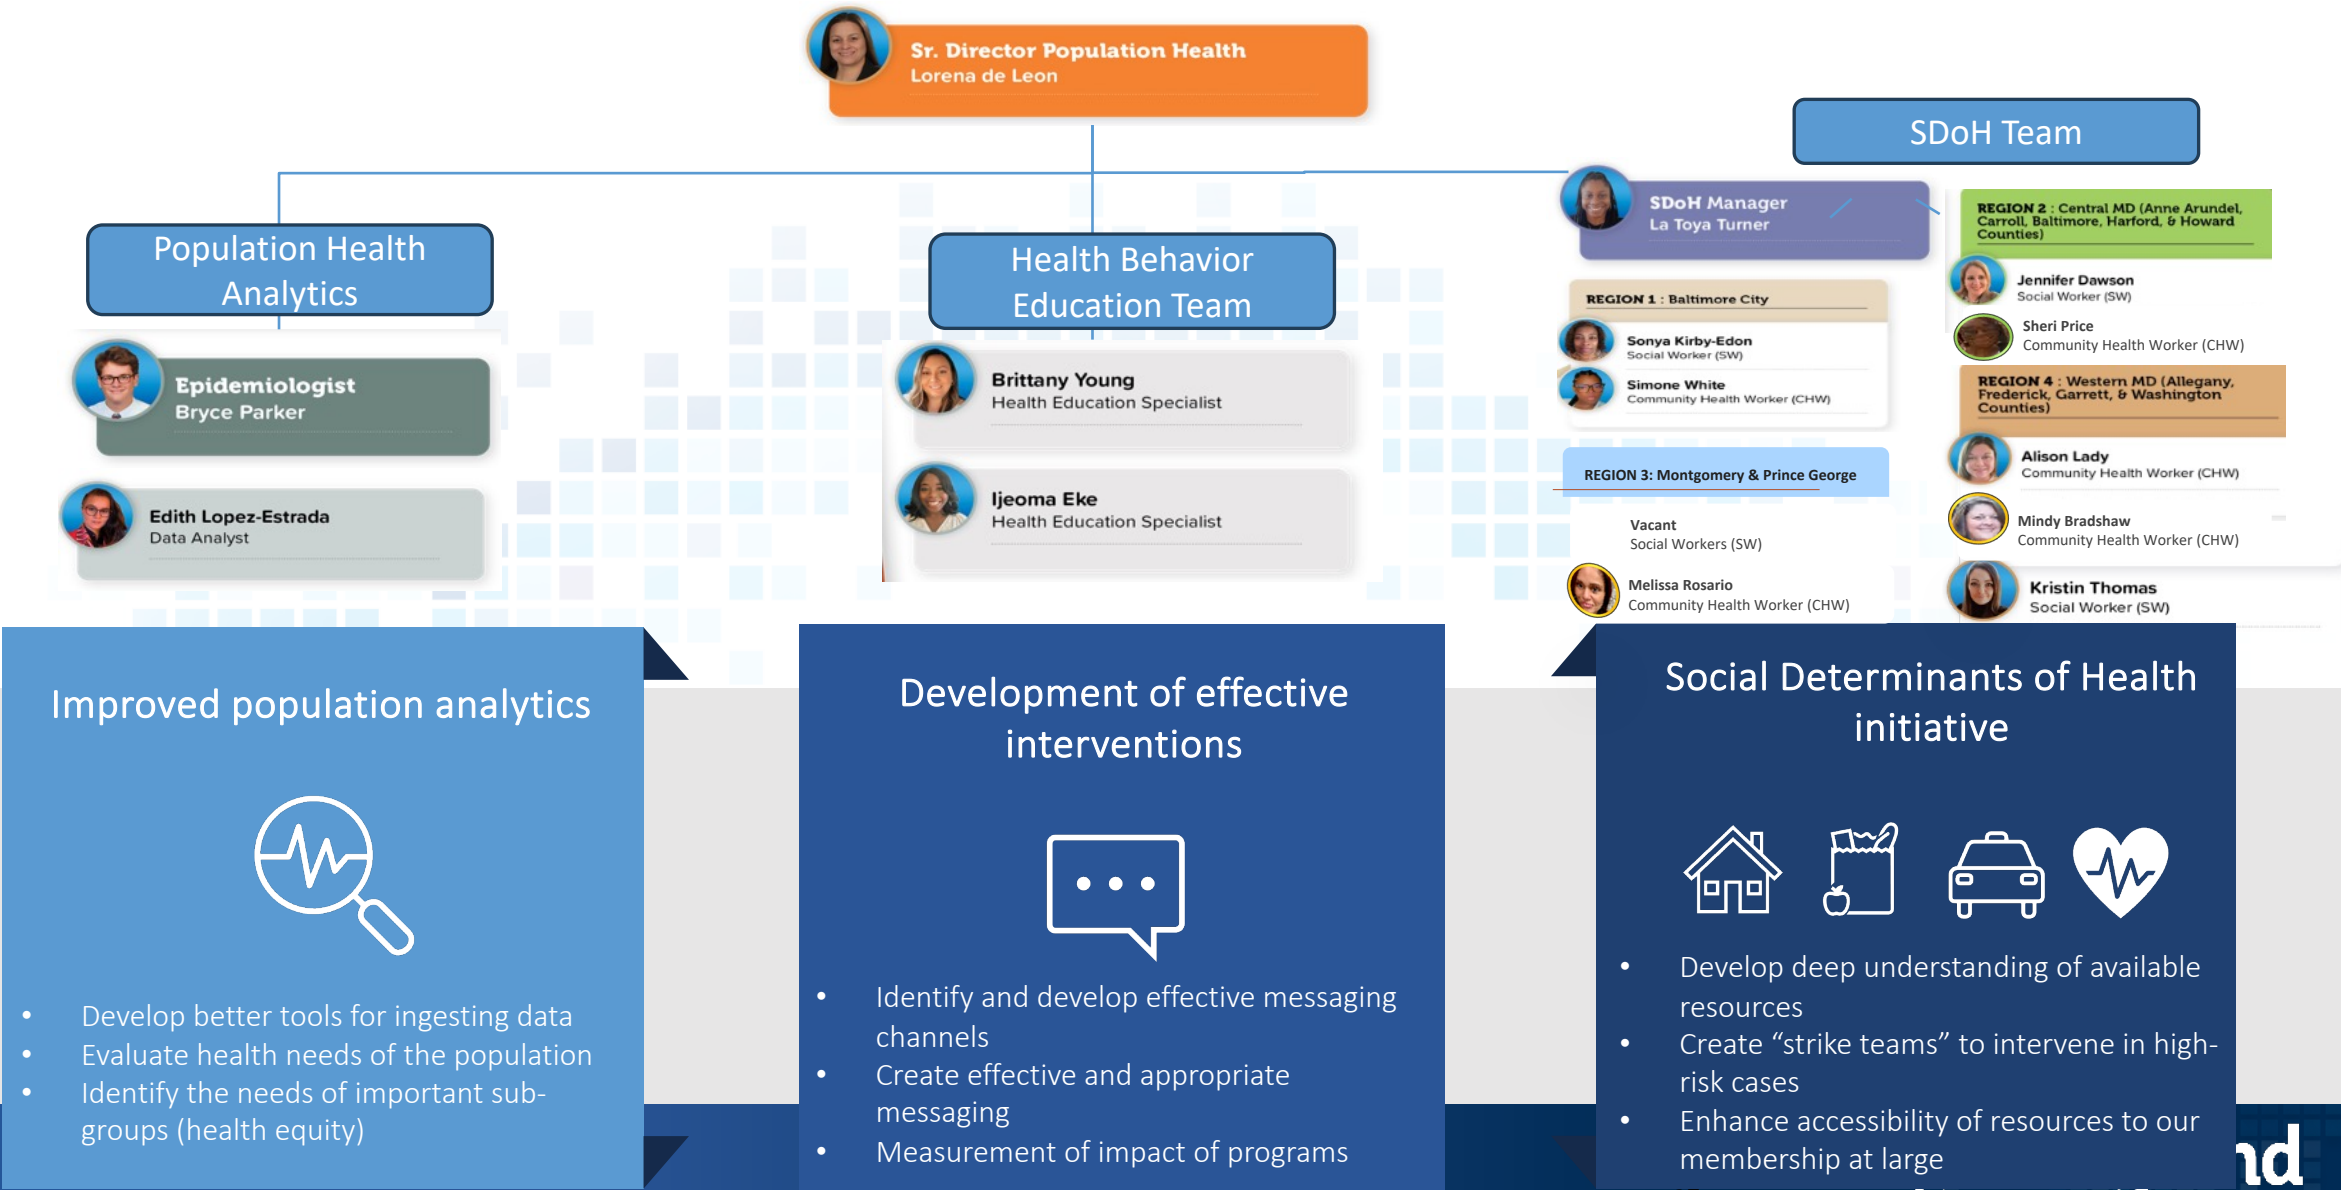 Sr. Director Population Health
Lorena de Leon
SDoH Team
Population Health
Analytics
Epidemiologist
Bryce Parker
Edith Lopez-Estrada
Data Analyst
Health Behavior
Education Team
Brittany Young
Health Education Specialist
Ijeoma Eke
Health Education Specialist
SDoH Manager
La Toya Turner
REGION 1 : Baltimore City
Sonya Kirby-Edon
Social Worker (SW)
Simone White
Community Health Worker (CHW)
REGION 3: Montgomery & Prince George
Vacant
Social Workers (SW)
Melissa Rosario
Community Health Worker (CHW)
REGION 2 : Central MD (Anne Arundel,
Carroll, Baltimore, Harford, & Howard
Counties)
Jennifer Dawson
Social Worker (SW)
Sheri Price
Community Health Worker (CHW)
REGION 4 : Western MD (Allegany,
Frederick, Garrett, & Washington
Counties)
Alison Lady
Community Health Worker (CHW)
Mindy Bradshaw
Community Health Worker (CHW)
Kristin Thomas
Social Worker (SW)
Improved population analytics
• Develop better tools for ingesting data
• Evaluate health needs of the population
• Identify the needs of important sub-
groups (health equity)
Development of effective
interventions
• Identify and develop effective messaging
channels
• Create effective and appropriate
messaging
• Measurement of impact of programs
Social Determinants of Health
initiative
• Develop deep understanding of available
resources
• Create “strike teams” to intervene in high-
risk cases
• Enhance accessibility of resources to our
membership at large
nd